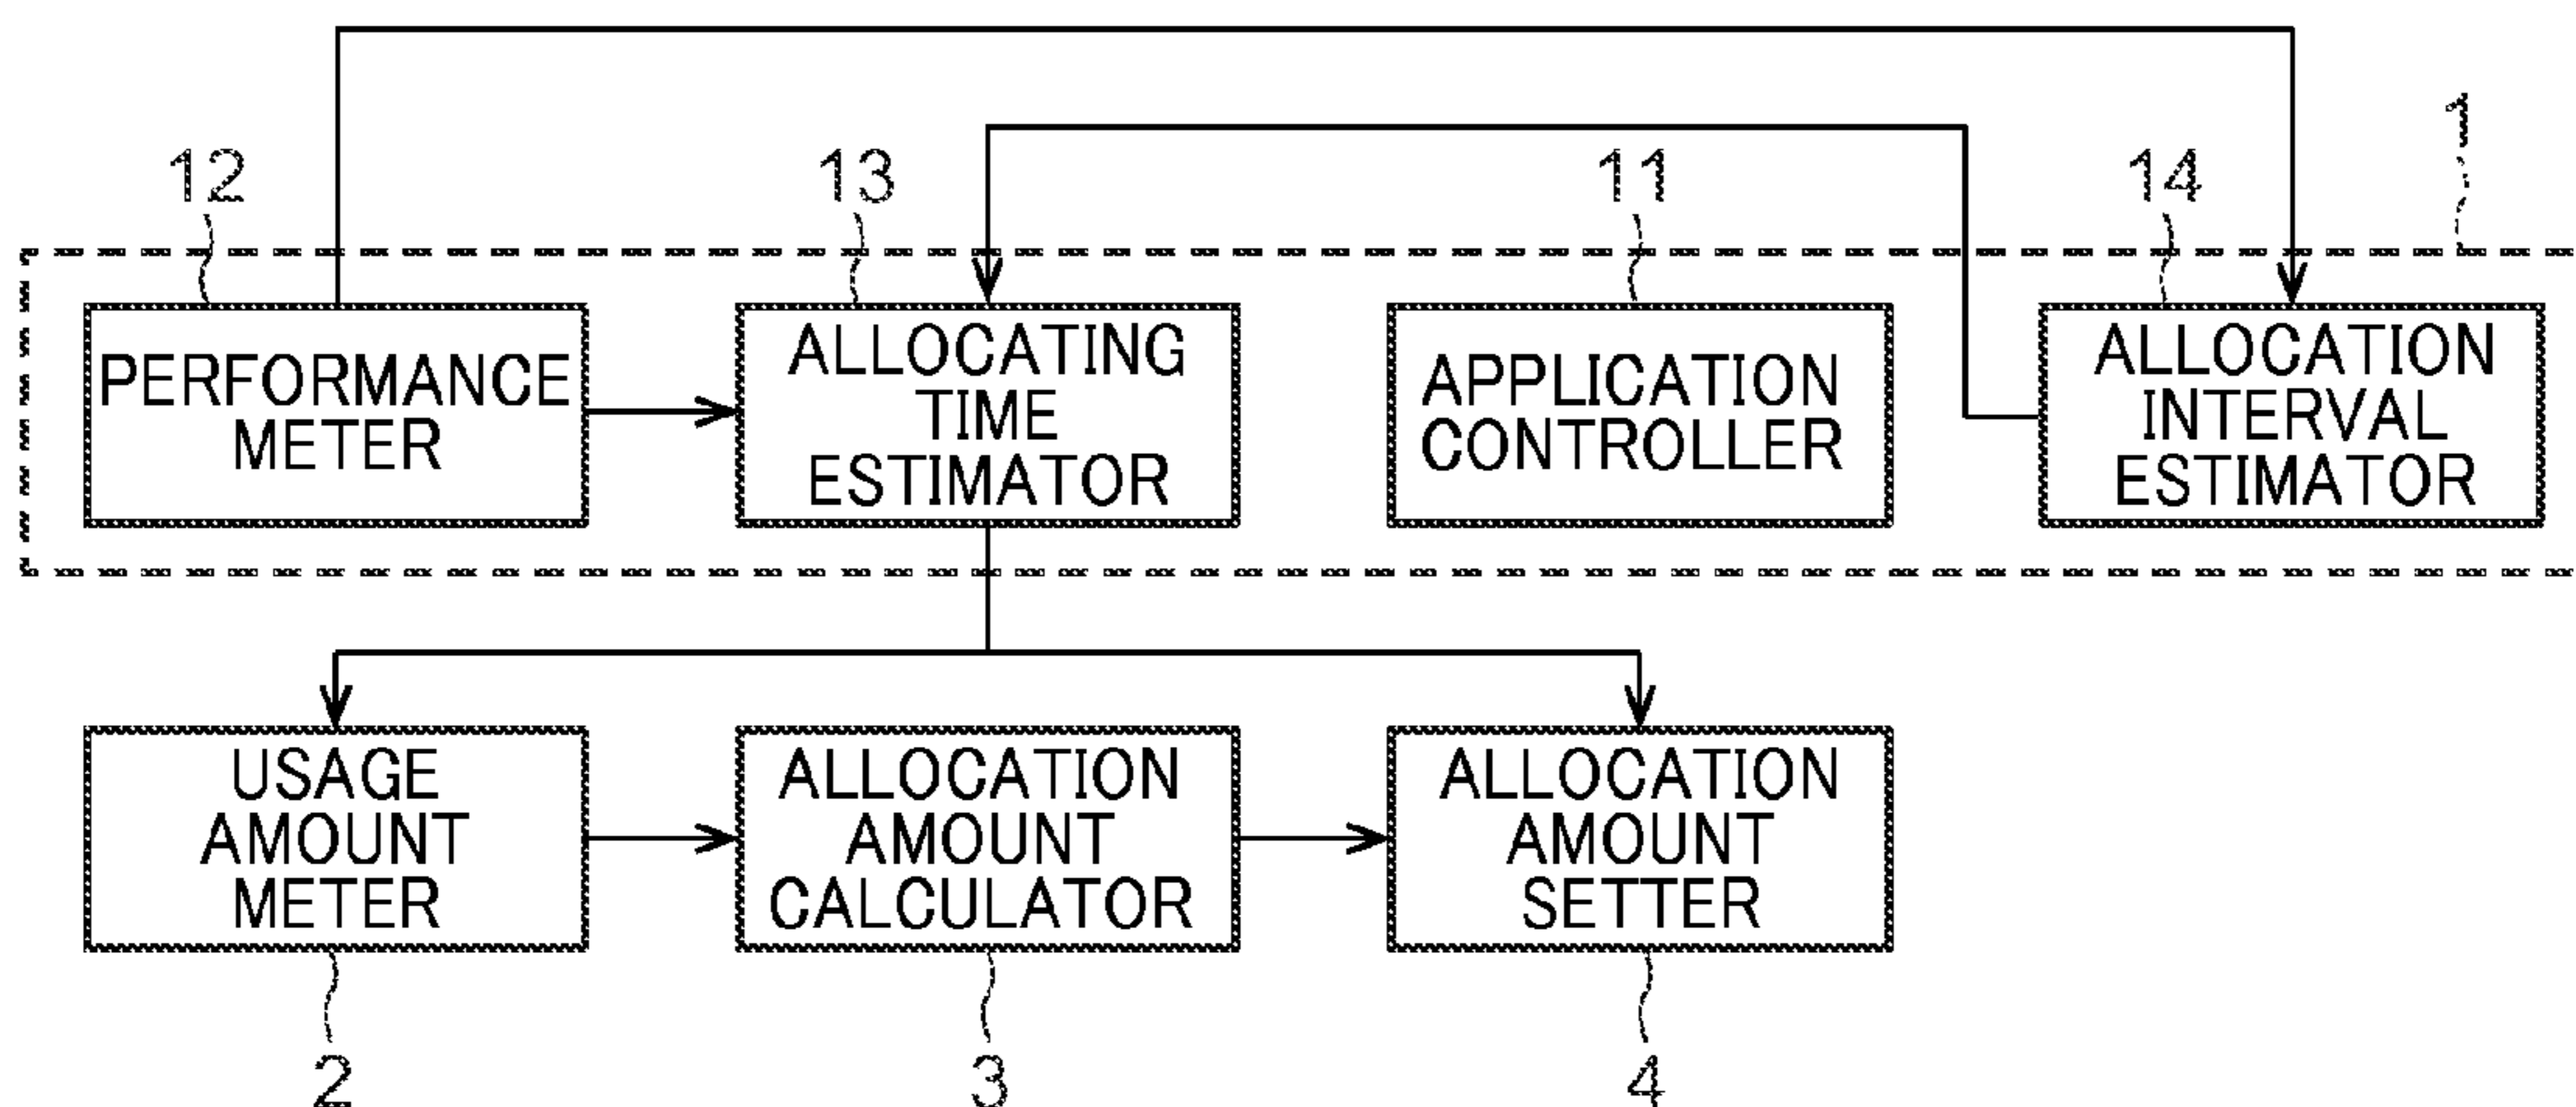 1
12
13
11
14
PERFORMANCE
METER
ALLOCATING
TIME
ESTIMATOR
APPLICATION
CONTROLLER
ALLOCATION
INTERVAL
ESTIMATOR
USAGE
AMOUNT
METER
ALLOCATION
AMOUNT
CALCULATOR
ALLOCATION
AMOUNT
SETTER
2
3
4